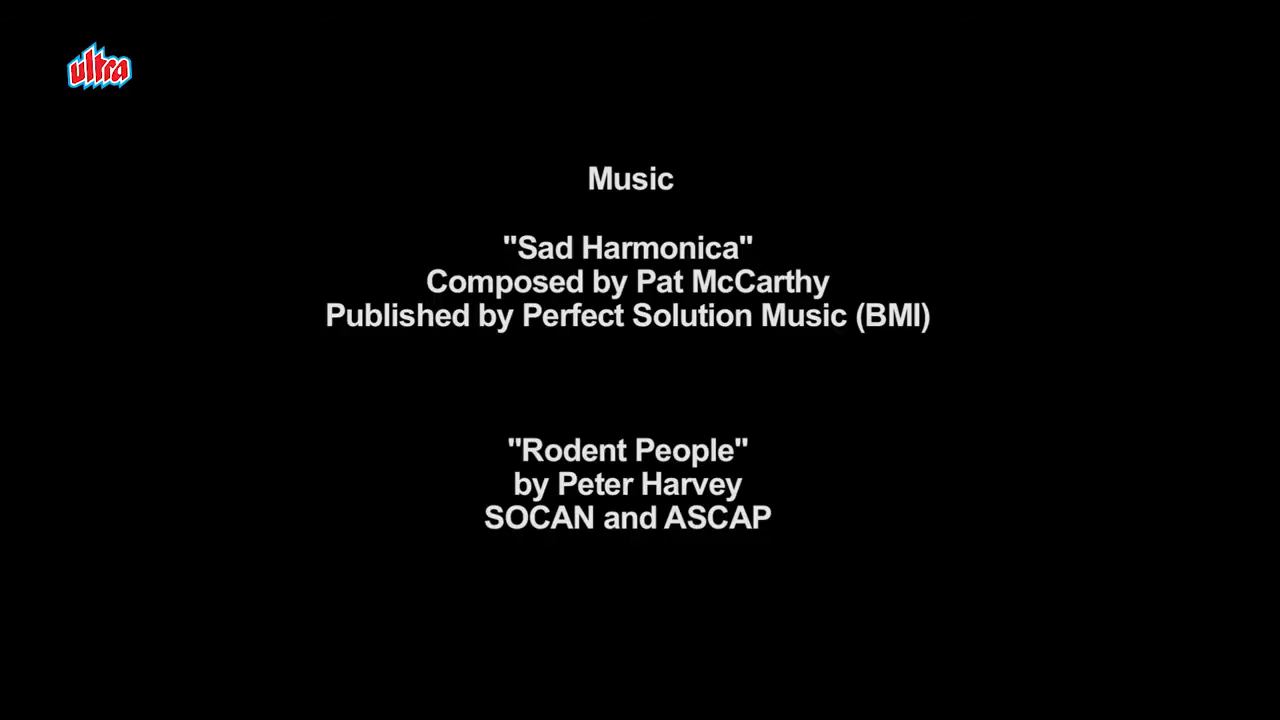 ultra
Music
"Sad Harmonica"
Composed by Pat McCarthy
Published by Perfect Solution Music (BMI)
"Rodent People"
by Peter Harvey
SOCAN and ASCAP